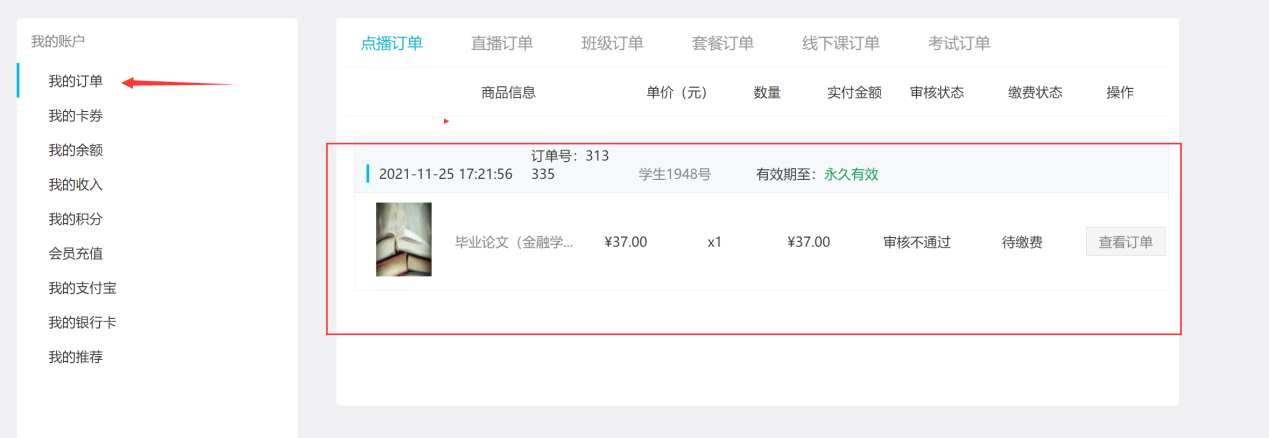 我的账户
我的订单
我的卡券
我的余额
我的收入
我的积分
会员充值
我的支付宝
我的银行卡
我的推荐
点播订单 直播订单 班级订单 套餐订单 线下课订单 考试订单
商品信息 单价（元） 数量 实付金额 审核状态 缴费状态 操作
2021-11-25 17:21:56 订单号：313
335 学生1948号 有效期至：永久有效
毕业论文（金融学... ¥37.00 x1 ¥37.00 审核不通过 待缴费 查看订单